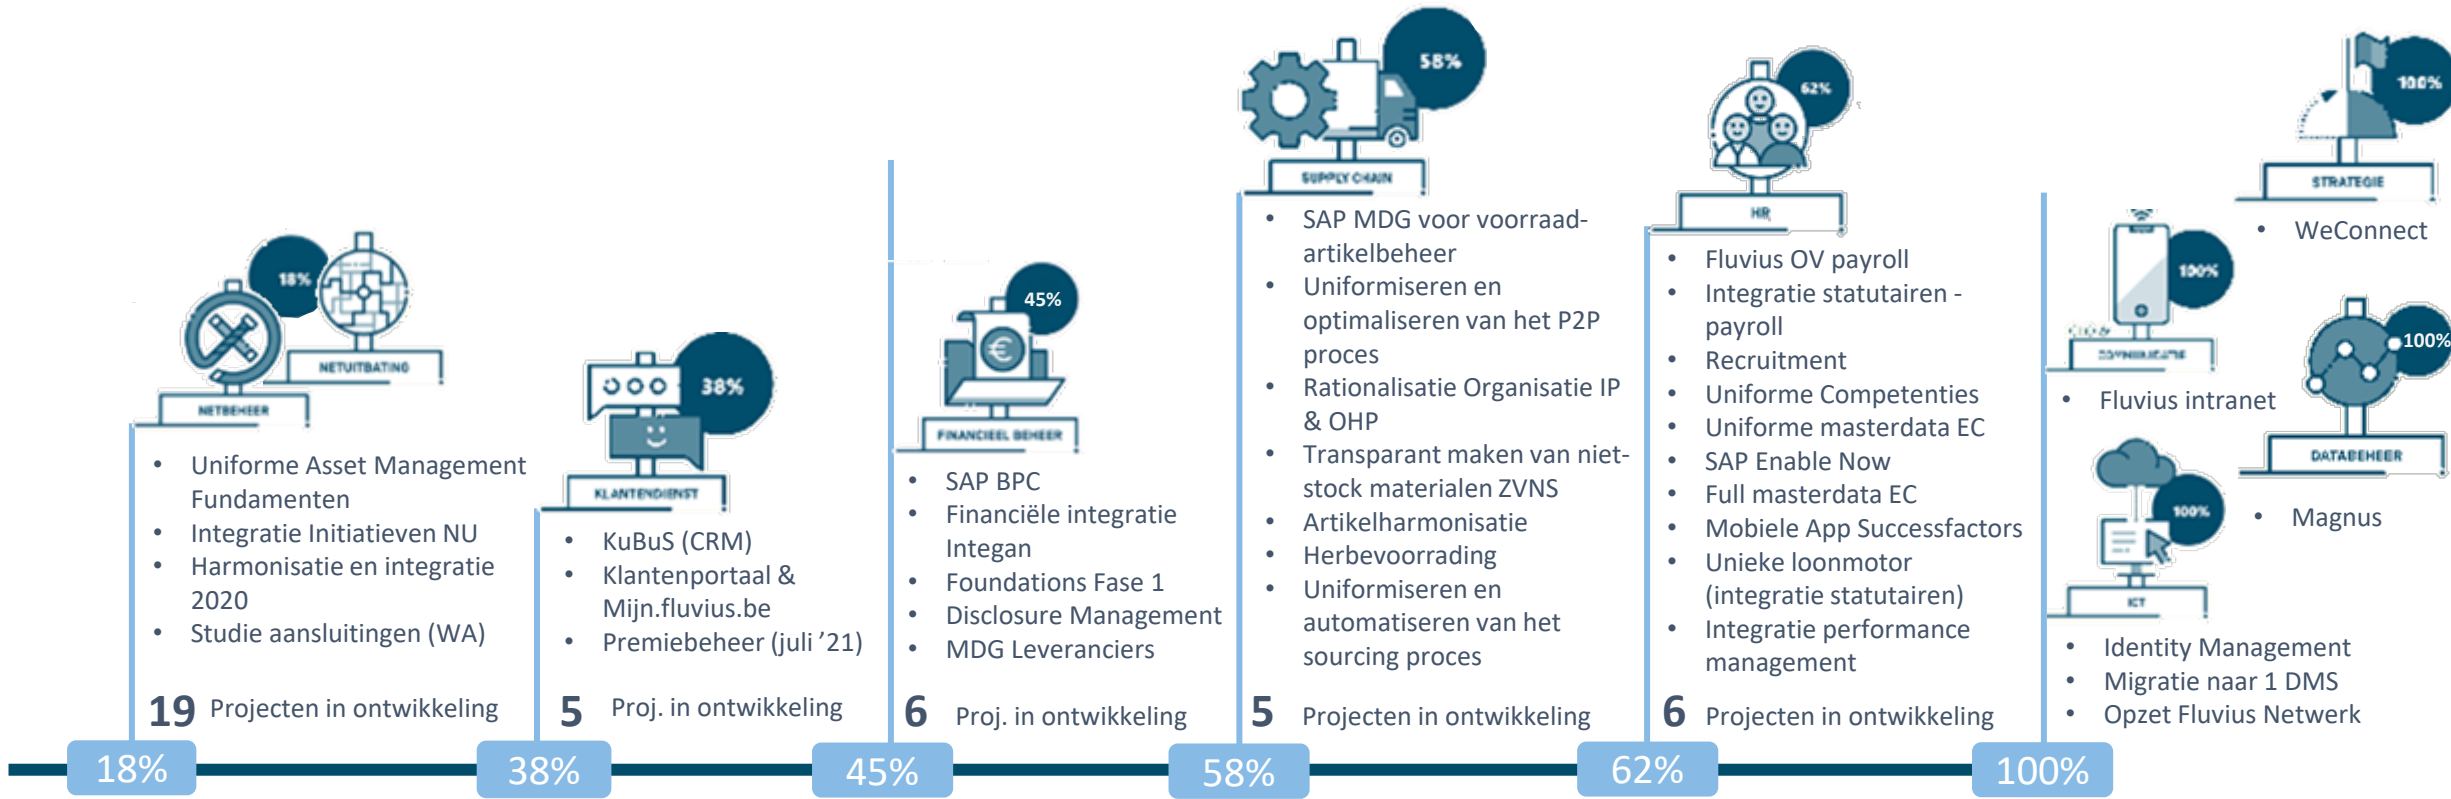 18%
NETUITBATING
NETBEHEER
• Uniforme Asset Management
Fundamenten
• Integratie Initiatieven NU
• Harmonisatie en integratie
2020
• Studie aansluitingen (WA)
19 Projecten in ontwikkeling
18%
38%
KLANTENDIENST
• KuBuS (CRM)
• Klantenportaal &
Mijn.fluvius.be
• Premiebeheer (juli ’21)
5 Proj. in ontwikkeling
38%
45%
FINANCIEEL BEHEER
• SAP BPC
• Financiële integratie
Integan
• Foundations Fase 1
• Disclosure Management
• MDG Leveranciers
6 Proj. in ontwikkeling
45%
58%
SUPPLY CHAIN
• SAP MDG voor voorraad-
artikelbeheer
• Uniformiseren en
optimaliseren van het P2P
proces
• Rationalisatie Organisatie IP
& OHP
• Transparant maken van niet-
stock materialen ZVNS
• Artikelharmonisatie
• Herbevoorrading
• Uniformiseren en
automatiseren van het
sourcing proces
5 Projecten in ontwikkeling
58%
62%
HR
• Fluvius OV payroll
• Integratie statutairen -
payroll
• Recruitment
• Uniforme Competenties
• Uniforme masterdata EC
• SAP Enable Now
• Full masterdata EC
• Mobiele App Successfactors
• Unieke loonmotor
(integratie statutairen)
• Integratie performance
management
6 Projecten in ontwikkeling
62%
100%
STRATEGIE
• WeConnect
100%
COMMUNICATIE
• Fluvius intranet
100%
DATABEHEER
• Magnus
100%
ICT
• Identity Management
• Migratie naar 1 DMS
• Opzet Fluvius Netwerk
100%